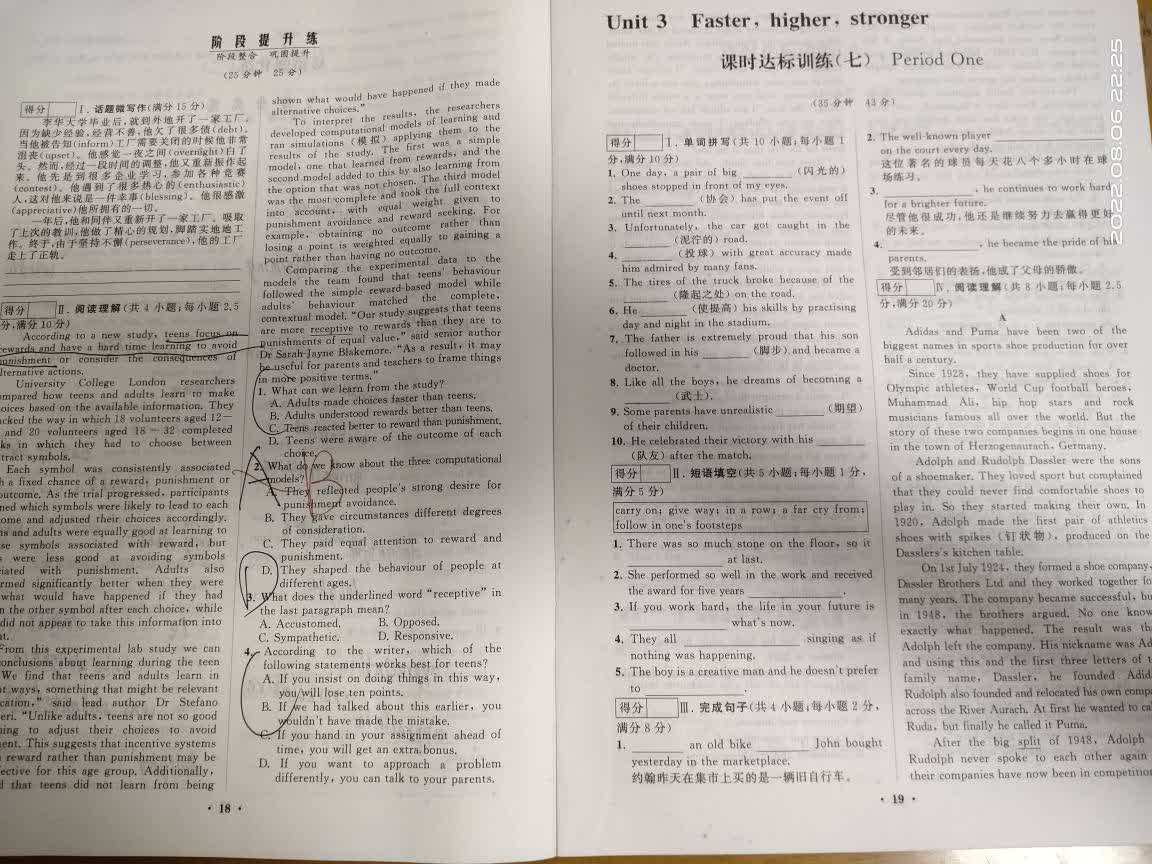 阶 段 提 升 练
阶段整合 巩固提升
(25分钟 25分)
得分 Ⅰ.话题微写作(满分15分)
李华大学毕业后,就到外地开了一家工厂。
因为缺少经验,经营不善,他欠了很多债(debt)。
当他被告知(inform)工厂需要关闭的时候他非常
沮丧(upset)。他感觉一夜之间(overnight)白了
头。然而,经过一段时间的调整,他又重新振作起
来。他先是到很多企业学习,参加各种竞赛
(contest)。他遇到了很多热心的(enthusiastic)
人,这对他来说是一件幸事(blessing)。他很感激
(appreciative)他所拥有的一切。
一年后,他和同伴又重新开了一家工厂。吸取
了上次的教训,他做了精心的规划,脚踏实地地工
作。终于,由于坚持不懈(perseverance),他的工厂
走上了正轨。
得分 Ⅱ.阅读理解(共4小题;每小题2.5
分,满分10分)
According to a new study, teens focus on
rewards and have a hard time learning to avoid
punishment or consider the consequences of
alternative actions.
University College London researchers
compared how teens and adults learn to make
choices based on the available information. They
tracked the way in which 18 volunteers aged 12—
and 20 volunteers aged 18—32 completed
in which they had to choose between
symbols.
Each symbol was consistently associated
a fixed chance of a reward, punishment or
outcome. As the trial progressed, participants
which symbols were likely to lead to each
and adjusted their choices accordingly.
and adults were equally good at learning to
symbols associated with reward, but
were less good at avoiding symbols
with punishment. Adults also
significantly better when they were
what would have happened if they had
the other symbol after each choice, while
did not appear to take this information into
From this experimental lab study we can
conclusions about learning during the teen
We find that teens and adults learn in
ways, something that might be relevant
said lead author Dr Stefano
"Unlike adults, teens are not so good
to adjust their choices to avoid
This suggests that incentive systems
reward rather than punishment may be
for this age group. Additionally,
that teens did not learn from being
shown what would have happened if they made
alternative choices."
To interpret the results, the researchers
developed computational models of learning and
ran simulations (模拟) applying them to the
results of the study. The first was a simple
model, one that learned from rewards, and the
second model added to this by also learning from
the option that was not chosen. The third model
was the most complete and took the full context
into account, with equal weight given to
punishment avoidance and reward seeking. For
example, obtaining no outcome rather than
losing a point is weighted equally to gaining a
point rather than having no outcome.
Comparing the experimental data to the
models the team found that teens' behaviour
followed the simple reward-based model while
adults' behaviour matched the complete,
contextual model. "Our study suggests that teens
are more receptive to rewards than they are to
punishments of equal value," said senior author
Dr Sarah-Jayne Blakemore. "As a result, it may
be useful for parents and teachers to frame things
in more positive terms."
1. What can we learn from the study?
A. Adults made choices faster than teens.
B. Adults understood rewards better than teens.
C. Teens reacted better to reward than punishment.
D. Teens were aware of the outcome of each
choice.
2. What do we know about the three computational
models?
B
A. They reflected people's strong desire for
punishment avoidance.
B. They gave circumstances different degrees
of consideration.
C. They paid equal attention to reward and
punishment.
D. They shaped the behaviour of people at
different ages.
3. What does the underlined word "receptive" in
the last paragraph mean?
A. Accustomed. B. Opposed.
C. Sympathetic. D. Responsive.
4. According to the writer, which of the
following statements works best for teens?
A. If you insist on doing things in this way,
you will lose ten points.
B. If we had talked about this earlier, you
wouldn't have made the mistake.
C. If you hand in your assignment ahead of
time, you will get an extra bonus.
D. If you want to approach a problem
differently, you can talk to your parents.
· 18 ·
Unit 3 Faster, higher, stronger
课时达标训练(七) Period One
(35分钟 43分)
得分 Ⅰ.单词拼写(共10小题;每小题1
分,满分10分)
1. One day, a pair of big ________ (闪光的)
shoes stopped in front of my eyes.
2. The ________ (协会) has put the event off
until next month.
3. Unfortunately, the car got caught in the
________ (泥泞的) road.
4. ________ (投球) with great accuracy made
him admired by many fans.
5. The tires of the truck broke because of the
________ (隆起之处) on the road.
6. He ________ (使提高) his skills by practising
day and night in the stadium.
7. The father is extremely proud that his son
followed in his ________ (脚步) and became a
doctor.
8. Like all the boys, he dreams of becoming a
________ (武士).
9. Some parents have unrealistic ________ (期望)
of their children.
10. He celebrated their victory with his ________
(队友) after the match.
得分 Ⅱ.短语填空(共5小题;每小题1分,
满分5分)
carry on; give way; in a row; a far cry from;
follow in one's footsteps
1. There was so much stone on the floor, so it
________ at last.
2. She performed so well in the work and received
the award for five years ________.
3. If you work hard, the life in your future is
________ what's now.
4. They all ________ singing as if
nothing was happening.
5. The boy is a creative man and he doesn't prefer
to ________.
得分 Ⅲ.完成句子(共4小题;每小题2分,
满分8分)
1. ________ an old bike ________ John bought
yesterday in the marketplace.
约翰昨天在集市上买的是一辆旧自行车。
2. The well-known player ________
on the court every day.
这位著名的球员每天花八个多小时在球
场练习。
3. ________, he continues to work hard
for a brighter future.
尽管他很成功,他还是继续努力去赢得更好
的未来。
4. ________, he became the pride of his
parents.
受到邻居们的表扬,他成了父母的骄傲。
得分 Ⅳ.阅读理解(共8小题;每小题2.5
分,满分20分)
A
Adidas and Puma have been two of the
biggest names in sports shoe production for over
half a century.
Since 1928, they have supplied shoes for
Olympic athletes, World Cup football heroes,
Muhammad Ali, hip hop stars and rock
musicians famous all over the world. But the
story of these two companies begins in one house
in the town of Herzogenaurach, Germany.
Adolph and Rudolph Dassler were the sons
of a shoemaker. They loved sport but complained
that they could never find comfortable shoes to
play in. So they started making their own. In
1920, Adolph made the first pair of athletics
shoes with spikes (钉状物), produced on the
Dasslers's kitchen table.
On 1st July 1924, they formed a shoe company,
Dassler Brothers Ltd and they worked together for
many years. The company became successful, but
in 1948, the brothers argued. No one knows
exactly what happened. The result was that
Adolph left the company. His nickname was Adi
and using this and the first three letters of the
family name, Dassler, he founded Adidas.
Rudolph also founded and relocated his own company
across the River Aurach. At first he wanted to call
Ruda, but finally he called it Puma.
After the big split of 1948, Adolph
Rudolph never spoke to each other again
their companies have now been in competition
· 19 ·
2022.08.06 22:25